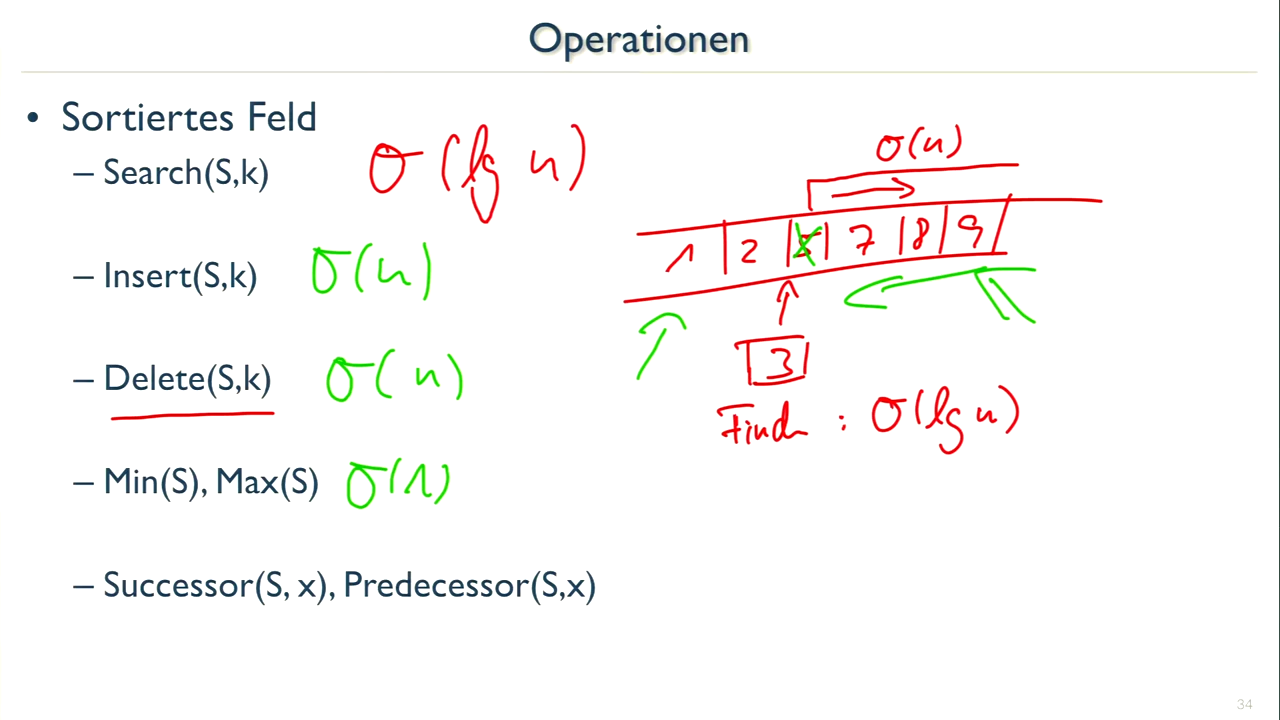 Operationen
• Sortiertes Feld
– Search(S,k) O(lg n)
– Insert(S,k) O(n)
– Delete(S,k) O(n)
– Min(S), Max(S) O(1)
– Successor(S, x), Predecessor(S,x)
O(n)
1 2 5 7 8 9
3
Find : O(lg n)
34